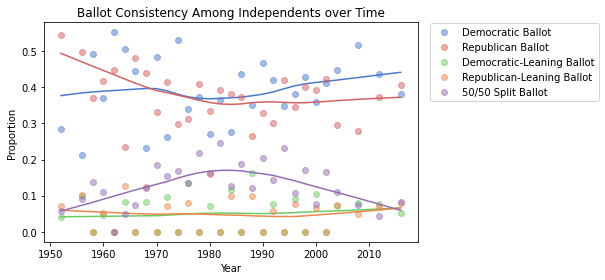 Ballot Consistency Among Independents over Time
Democratic Ballot
Republican Ballot
Democratic-Leaning Ballot
Republican-Leaning Ballot
50/50 Split Ballot
Proportion
0.5
0.4
0.3
0.2
0.1
0.0
1950 1960 1970 1980 1990 2000 2010
Year